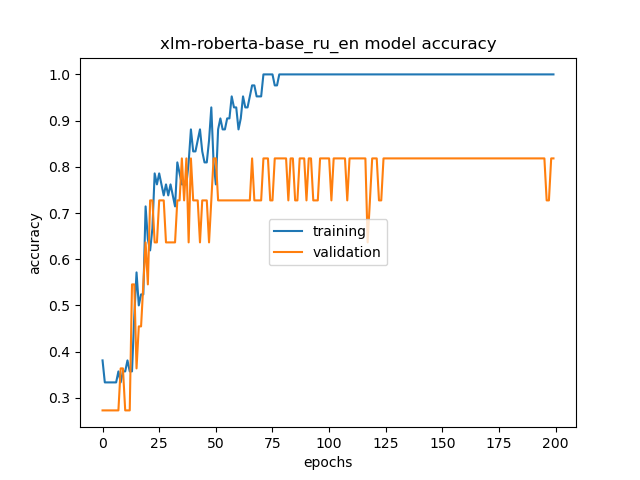 xlm-roberta-base_ru_en model accuracy
1.0
0.9
0.8
0.7
0.6
0.5
0.4
0.3
accuracy
training
validation
0 25 50 75 100 125 150 175 200
epochs